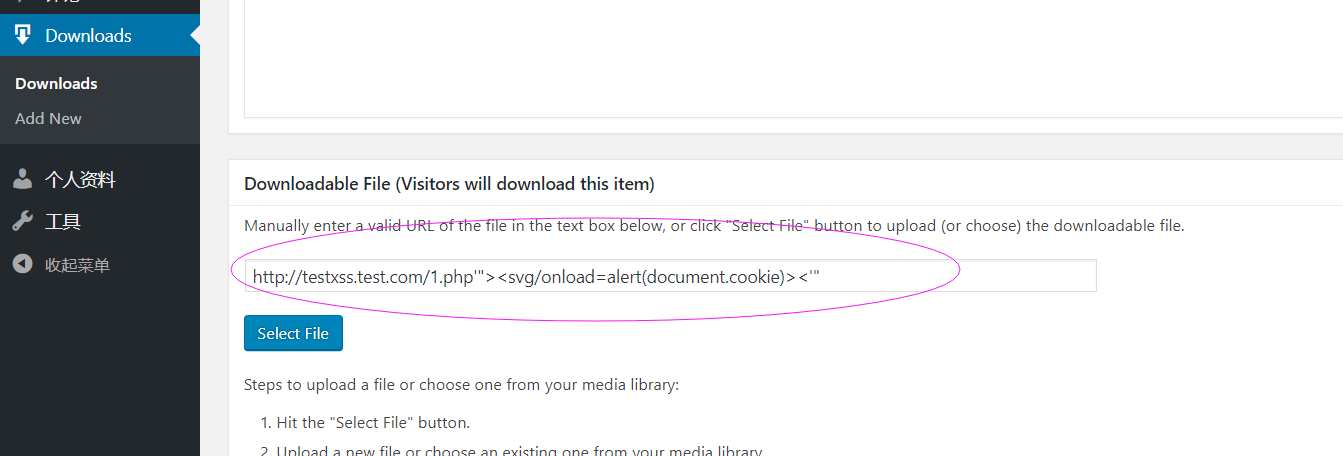 Downloads
Downloads
Add New
个人资料
工具
收起菜单
Downloadable File (Visitors will download this item)
Manually enter a valid URL of the file in the text box below, or click "Select File" button to upload (or choose) the downloadable file.
http://testxss.test.com/1.php'"><svg/onload=alert(document.cookie)><'"
Select File
Steps to upload a file or choose one from your media library:
1. Hit the "Select File" button.
2. Upload a new file or choose an existing one from your media library.